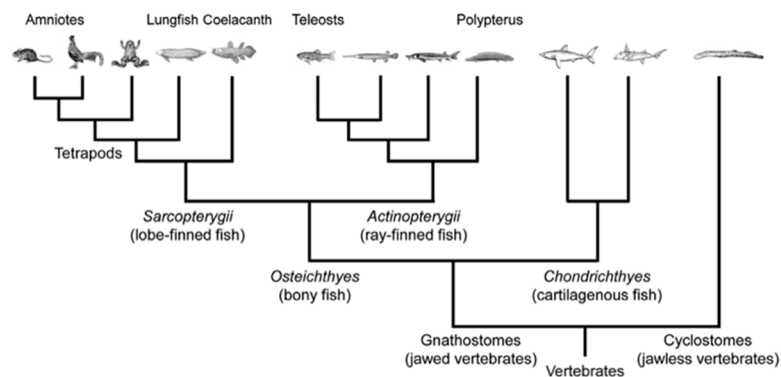 Amniotes
Lungfish Coelacanth
Teleosts
Polypterus
Tetrapods
Sarcopterygii
(lobe-finned fish)
Actinopterygii
(ray-finned fish)
Osteichthyes
(bony fish)
Chondrichthyes
(cartilagenous fish)
Gnathostomes
(jawed vertebrates)
Cyclostomes
(jawless vertebrates)
Vertebrates